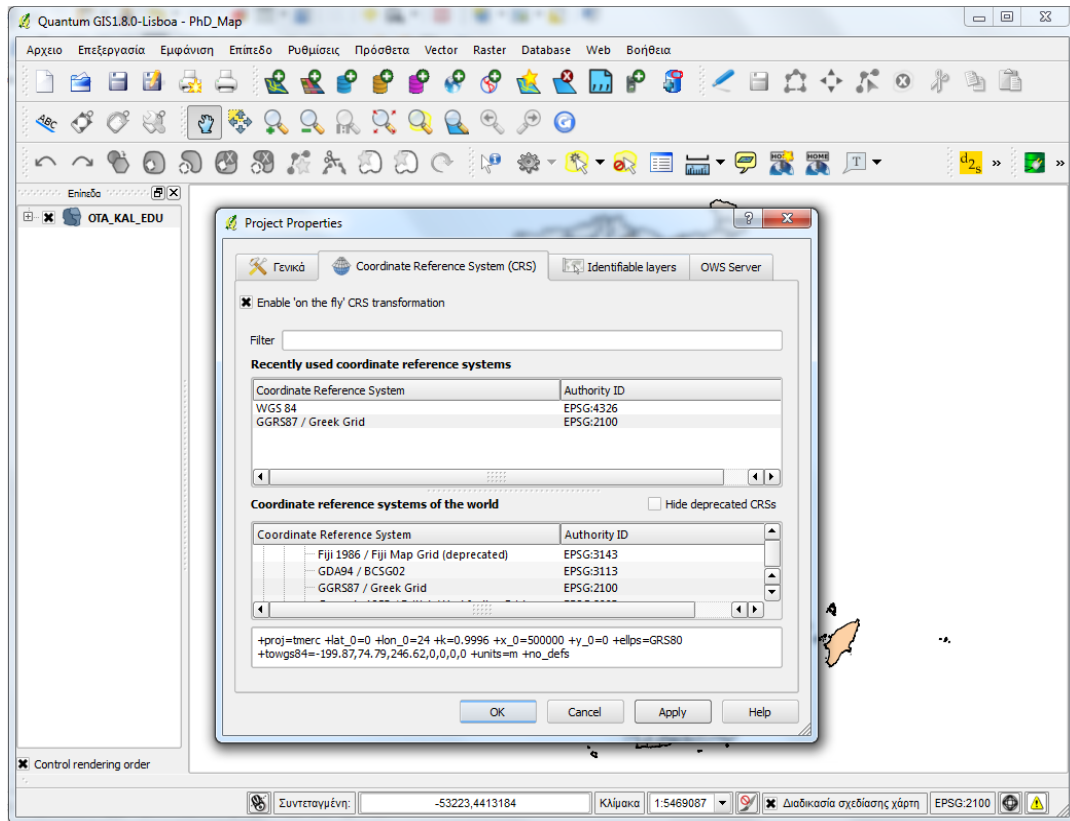 Quantum GIS1.8.0-Lisboa - PhD_Map
Αρχειο Επεξεργασία Εμφάνιση Επίπεδο Ρυθμίσεις Πρόσθετα Vector Raster Database Web Βοήθεια
Επίπεδα
OTA_KAL_EDU
Project Properties
Γενικά Coordinate Reference System (CRS) Identifiable layers OWS Server
Enable 'on the fly' CRS transformation
Filter
Recently used coordinate reference systems
Coordinate Reference System Authority ID
WGS 84 EPSG:4326
GGRS87 / Greek Grid EPSG:2100
Coordinate reference systems of the world Hide deprecated CRSs
Coordinate Reference System Authority ID
Fiji 1986 / Fiji Map Grid (deprecated) EPSG:3143
GDA94 / BCSG02 EPSG:3113
GGRS87 / Greek Grid EPSG:2100
+proj=tmerc +lat_0=0 +lon_0=24 +k=0.9996 +x_0=500000 +y_0=0 +ellps=GRS80
+towgs84=-199.87,74.79,246.62,0,0,0,0 +units=m +no_defs
OK Cancel Apply Help
Control rendering order
Συντεταγμένη: -53223,4413184 Κλίμακα 1:5469087 Διαδικασία σχεδίασης χάρτη EPSG:2100